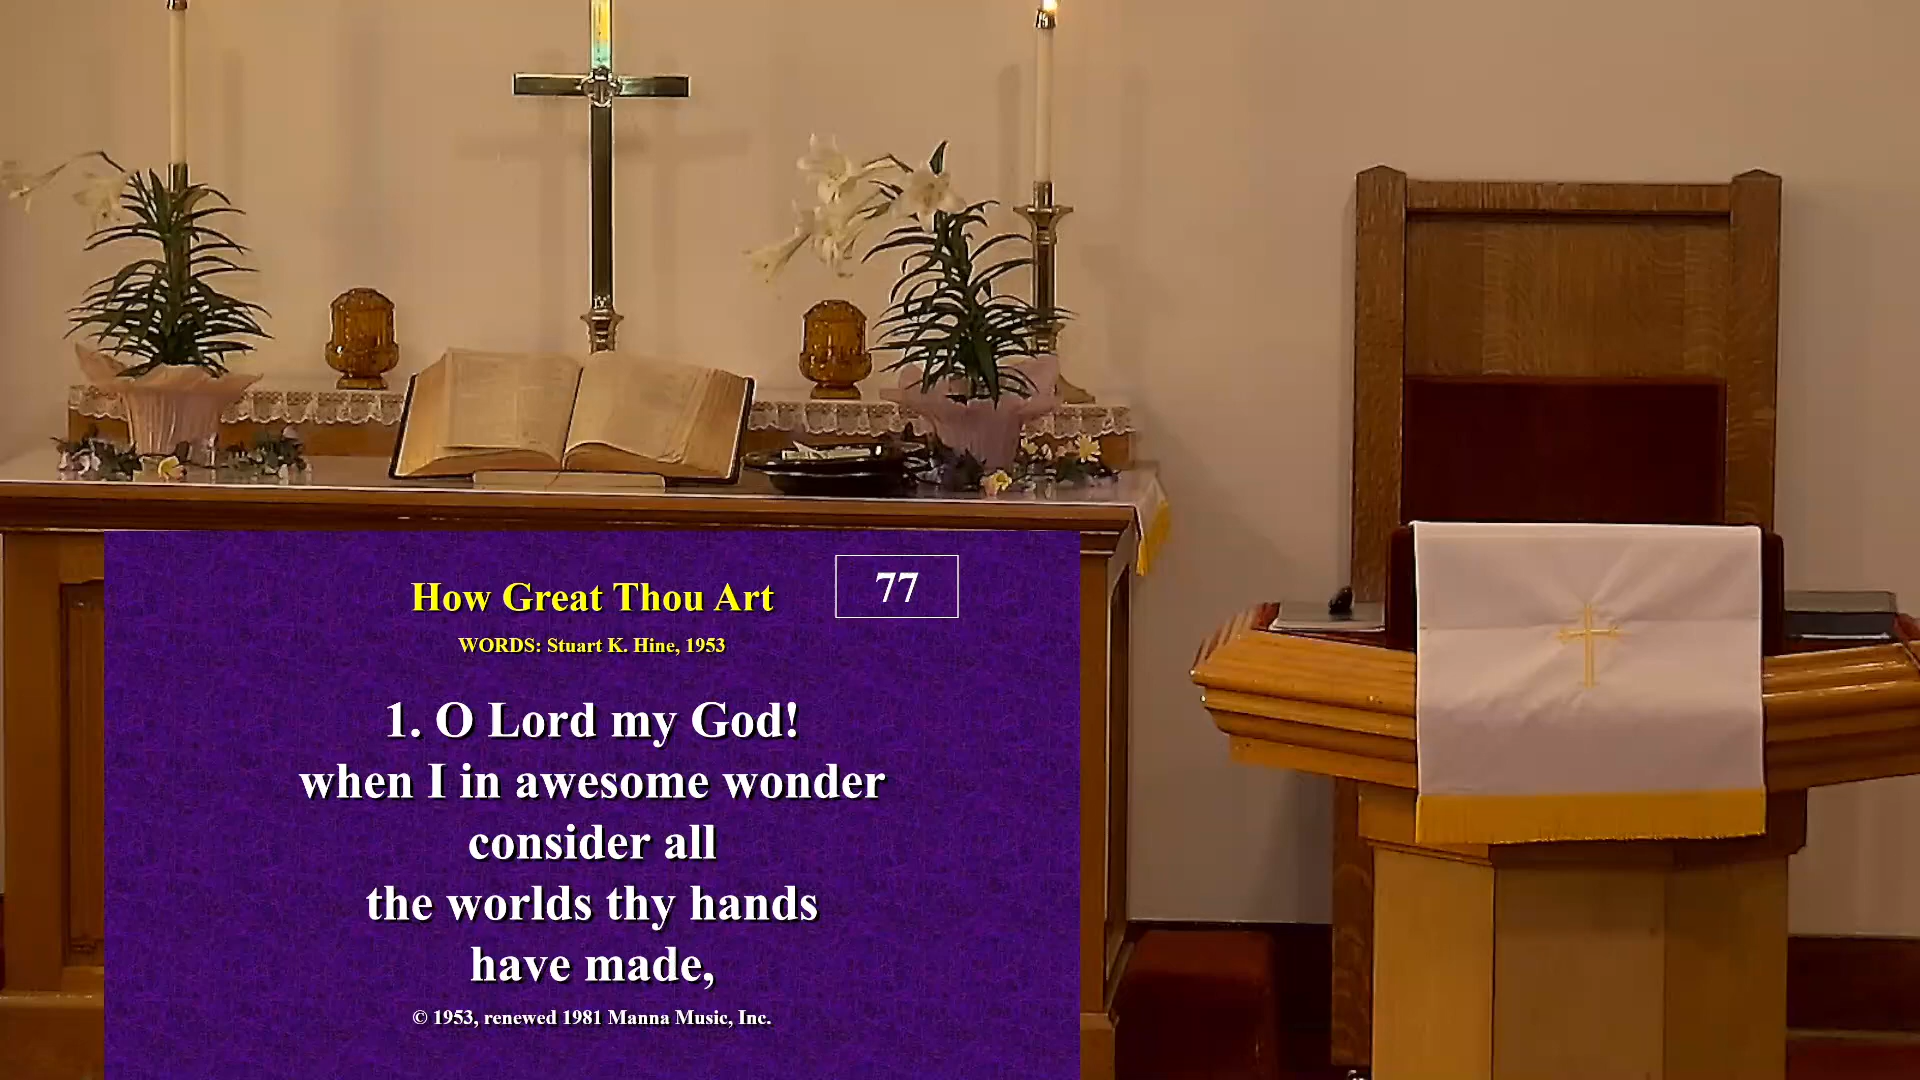 How Great Thou Art
77
WORDS: Stuart K. Hine, 1953
1. O Lord my God!
when I in awesome wonder
consider all
the worlds thy hands
have made,
© 1953, renewed 1981 Manna Music, Inc.